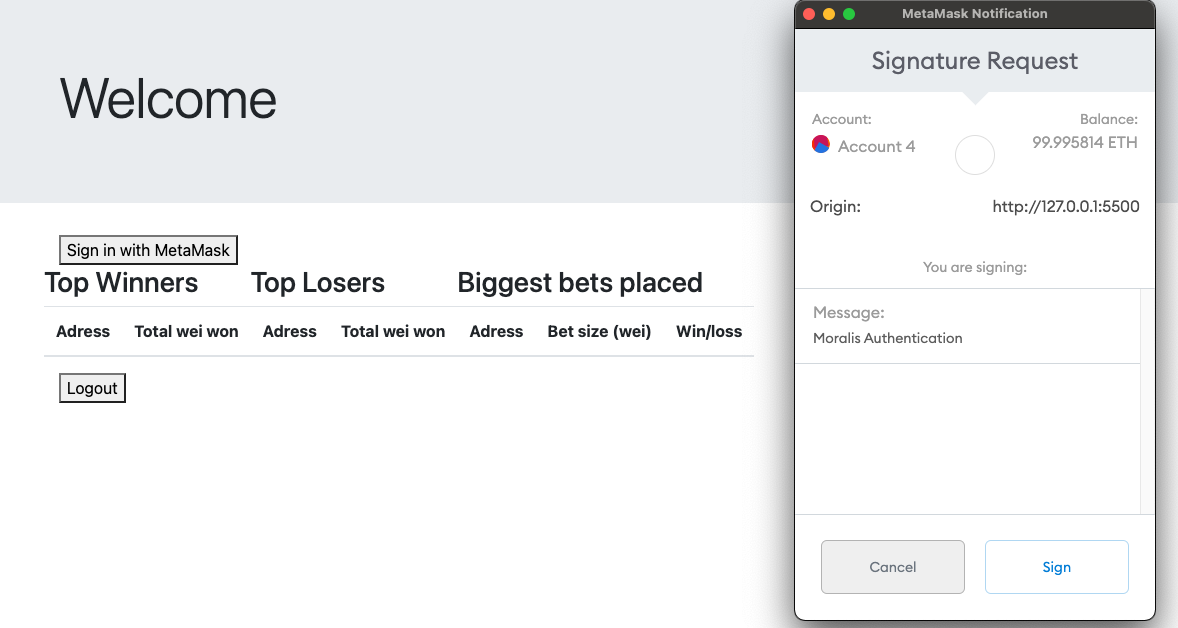 Welcome
Sign in with MetaMask
Top Winners Top Losers Biggest bets placed
Adress Total wei won Adress Total wei won Adress Bet size (wei) Win/loss
Logout
MetaMask Notification
Signature Request
Account: Balance:
Account 4 99.995814 ETH
Origin: http://127.0.0.1:5500
You are signing:
Message:
Moralis Authentication
Cancel Sign